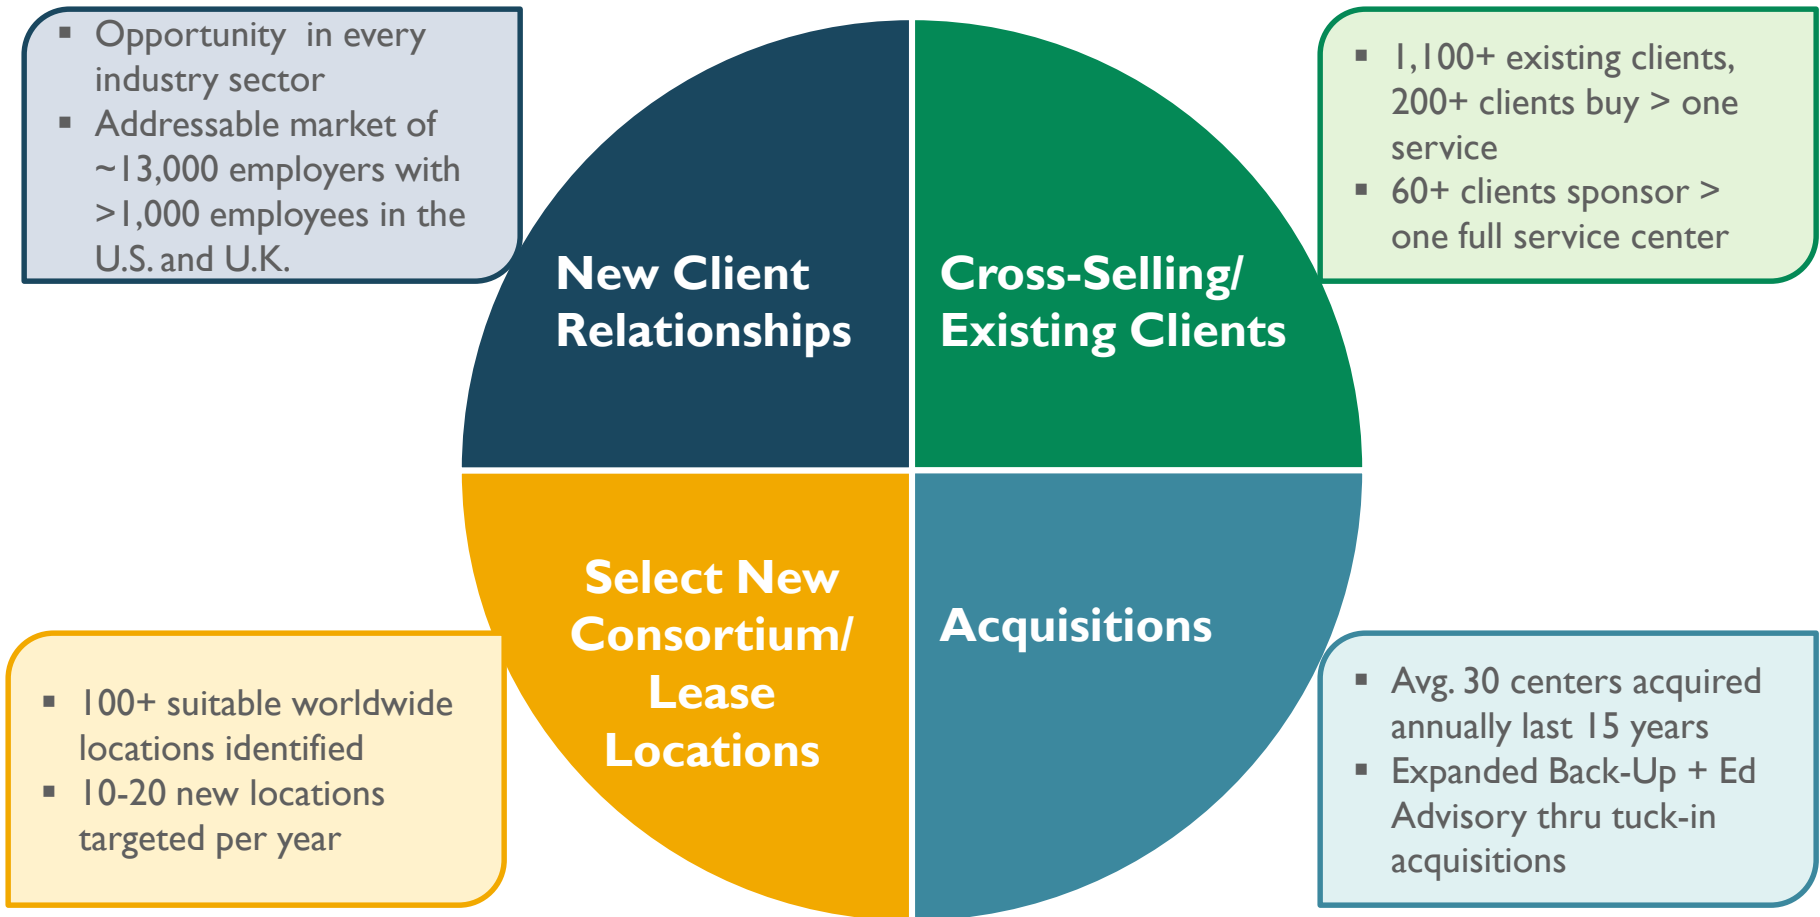 ▪ Opportunity  in every
industry sector
▪ Addressable market of
~13,000 employers with
>1,000 employees in the
U.S. and U.K.
▪ 1,100+ existing clients,
200+ clients buy > one
service
▪ 60+ clients sponsor >
one full service center
New Client
Relationships
Cross-Selling/
Existing Clients
Select New
Consortium/
Lease
Locations
Acquisitions
▪ 100+ suitable worldwide
locations identified
▪ 10-20 new locations
targeted per year
▪ Avg. 30 centers acquired
annually last 15 years
▪ Expanded Back-Up + Ed
Advisory thru tuck-in
acquisitions